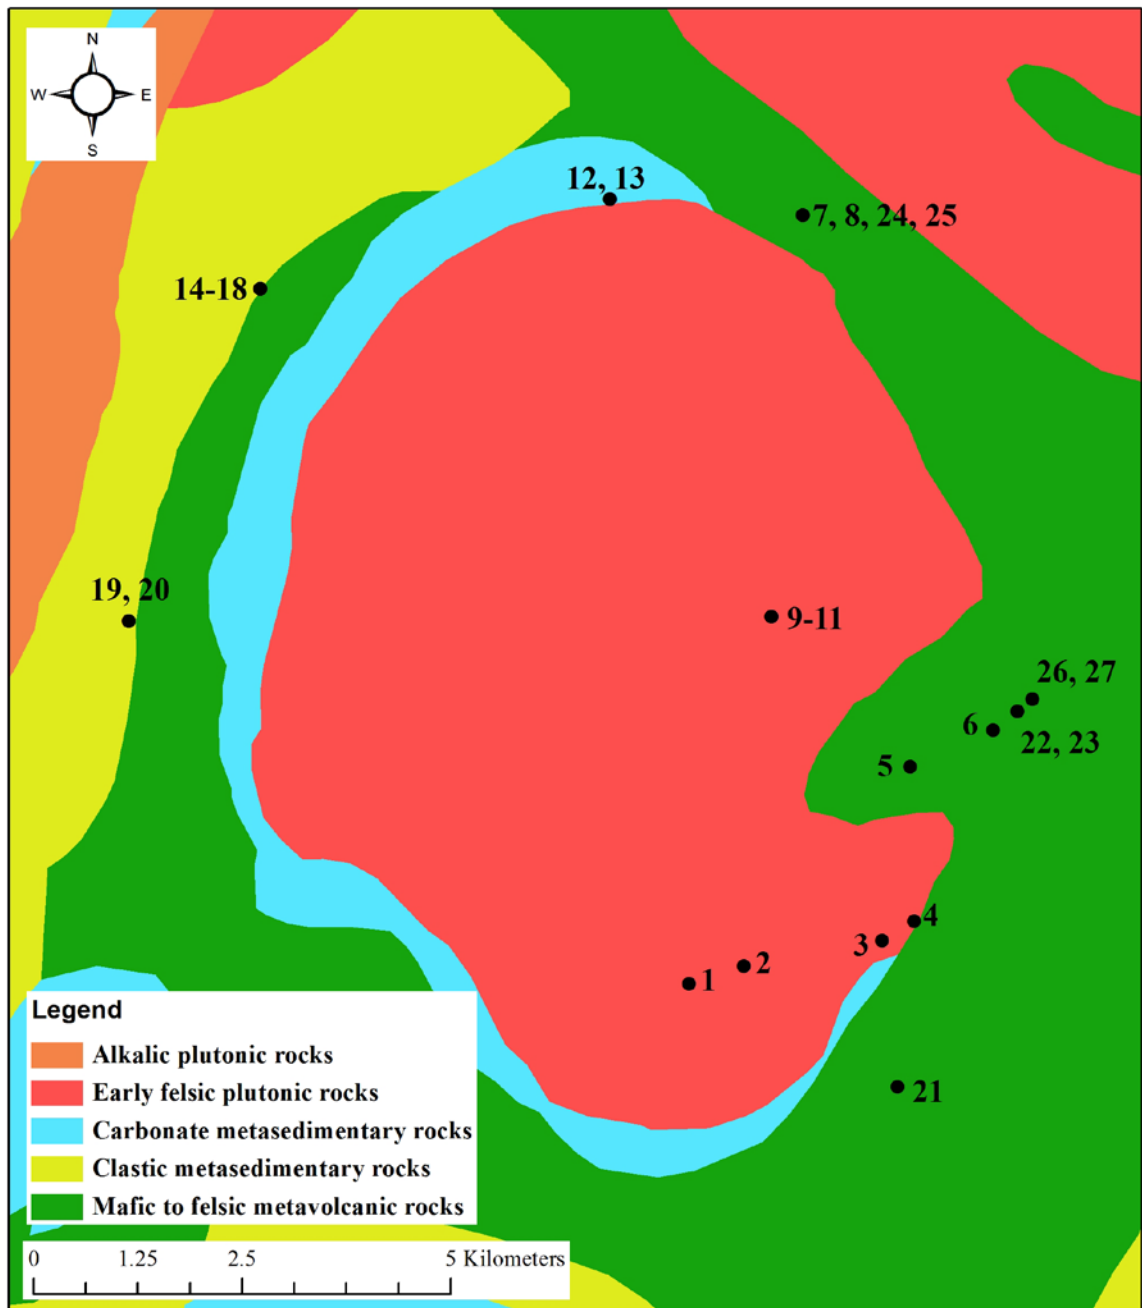 N
W E
S
12, 13
7, 8, 24, 25
14-18
19, 20
9-11
26, 27
6
22, 23
5
4
3
2
1
21
Legend
Alkalic plutonic rocks
Early felsic plutonic rocks
Carbonate metasedimentary rocks
Clastic metasedimentary rocks
Mafic to felsic metavolcanic rocks
0 1.25 2.5 5 Kilometers